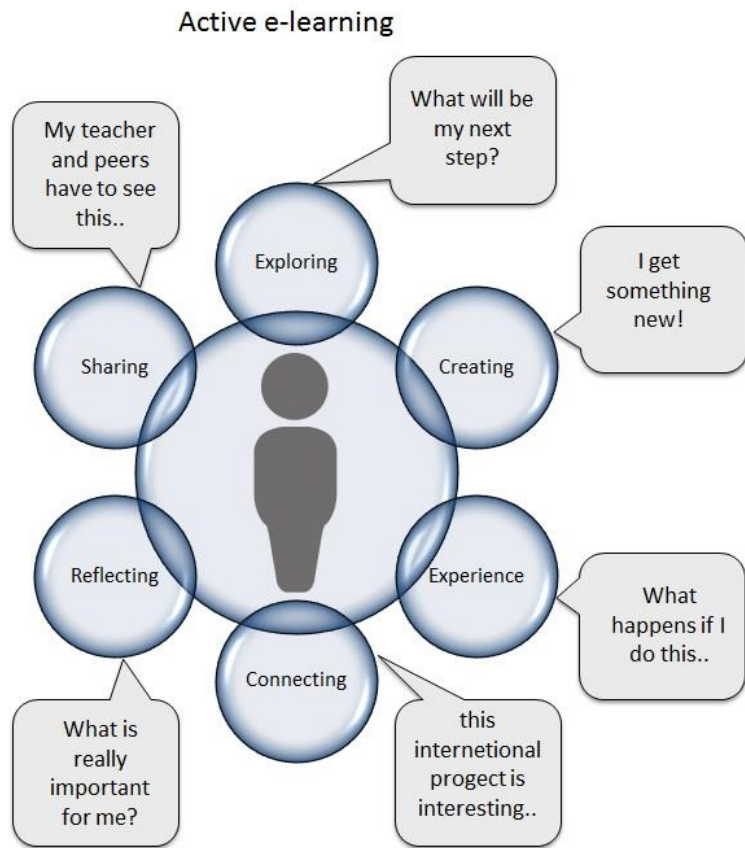 Active e-learning
What will be
my next
step?
My teacher
and peers
have to see
this..
Exploring
I get
something
new!
Sharing
Creating
Reflecting
Experience
What
happens if I
do this..
Connecting
What is
really
important
for me?
this
internetional
progect is
interesting..